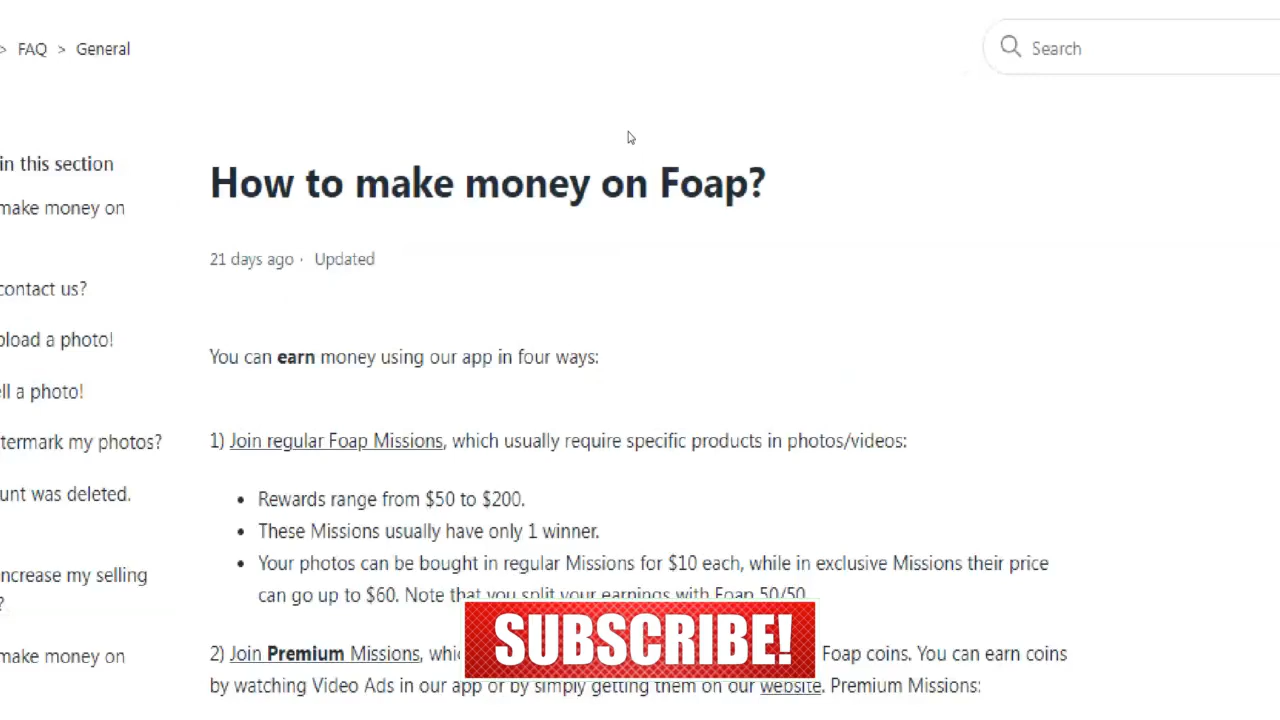 > FAQ > General
Search
in this section
How to make money on Foap?
make money on
21 days ago · Updated
contact us?
pload a photo!
You can earn money using our app in four ways:
ell a photo!
1) Join regular Foap Missions, which usually require specific products in photos/videos:
termark my photos?
unt was deleted.
• Rewards range from $50 to $200.
• These Missions usually have only 1 winner.
• Your photos can be bought in regular Missions for $10 each, while in exclusive Missions their price
can go up to $60. Note that you split your earnings with Foap 50/50.
ncrease my selling
?
SUBSCRIBE!
2) Join Premium Missions, Foap coins. You can earn coins
make money on
by watching Video Ads in our app or by simply getting them on our website. Premium Missions: